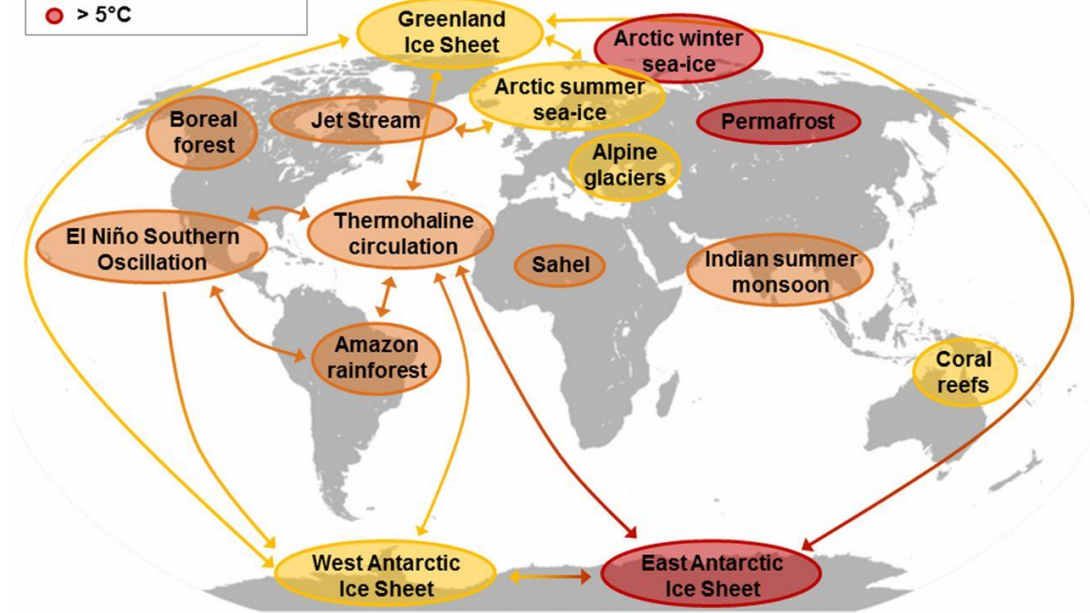 > 5°C
Greenland
Ice Sheet
Arctic winter
sea-ice
Arctic summer
sea-ice
Boreal
forest
Jet Stream
Permafrost
Alpine
glaciers
El Niño Southern
Oscillation
Thermohaline
circulation
Sahel
Indian summer
monsoon
Amazon
rainforest
Coral
reefs
West Antarctic
Ice Sheet
East Antarctic
Ice Sheet